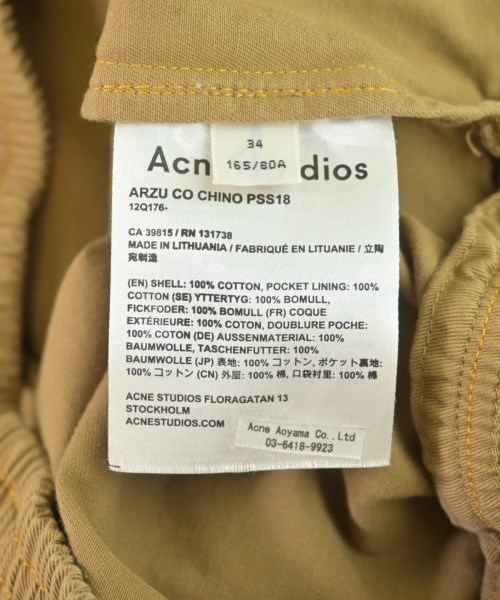 34
165/80A
Acn dios
ARZU CO CHINO PSS18
12Q176-
CA 39815 / RN 131738
MADE IN LITHUANIA / FABRIQUÉ EN LITUANIE / 立陶
宛制造
(EN) SHELL: 100% COTTON, POCKET LINING: 100%
COTTON (SE) YTTERTYG: 100% BOMULL,
FICKFODER: 100% BOMULL (FR) COQUE
EXTÉRIEURE: 100% COTON, DOUBLURE POCHE:
100% COTON (DE) AUSSENMATERIAL: 100%
BAUMWOLLE, TASCHENFUTTER: 100%
BAUMWOLLE (JP) 表地: 100% コットン, ポケット裏地:
100% コットン (CN) 外层: 100% 棉, 口袋衬里: 100% 棉
ACNE STUDIOS FLORAGATAN 13
STOCKHOLM
ACNESTUDIOS.COM
Acne Aoyama Co.,Ltd
03-6418-9923